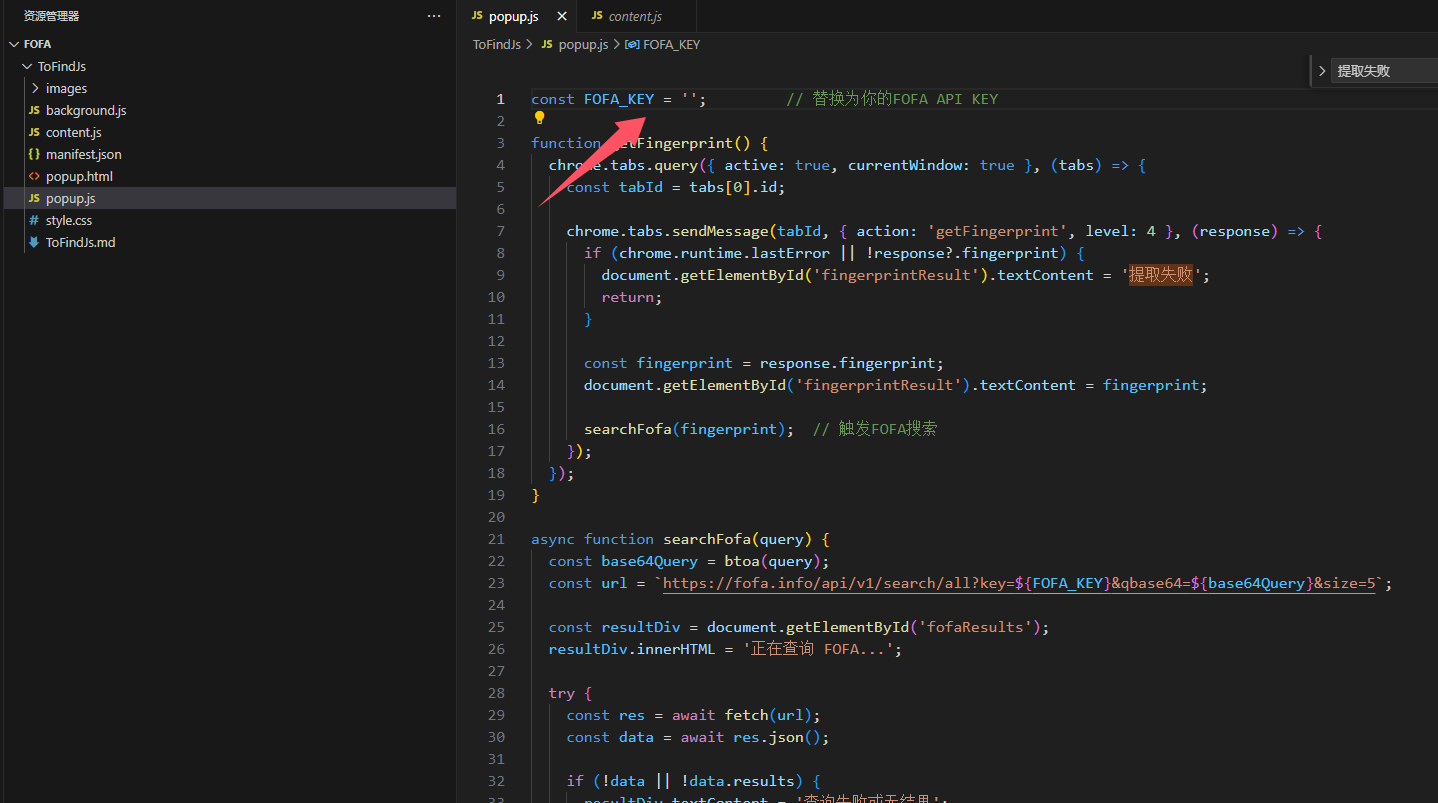 资源管理器
···
FOFA
ToFindJs
images
JS background.js
JS content.js
{} manifest.json
<> popup.html
JS popup.js
# style.css
ToFindJs.md
JS popup.js ×
JS content.js
ToFindJs > JS popup.js > FOFA_KEY
> 提取失败
1 const FOFA_KEY = ''; // 替换为你的FOFA API KEY
2
3 function getFingerprint() {
4 chrome.tabs.query({ active: true, currentWindow: true }, (tabs) => {
5 const tabId = tabs[0].id;
6
7 chrome.tabs.sendMessage(tabId, { action: 'getFingerprint', level: 4 }, (response) => {
8 if (chrome.runtime.lastError || !response?.fingerprint) {
9 document.getElementById('fingerprintResult').textContent = '提取失败';
10 return;
11 }
12
13 const fingerprint = response.fingerprint;
14 document.getElementById('fingerprintResult').textContent = fingerprint;
15
16 searchFofa(fingerprint); // 触发FOFA搜索
17 });
18 });
19 }
20
21 async function searchFofa(query) {
22 const base64Query = btoa(query);
23 const url = `https://fofa.info/api/v1/search/all?key=${FOFA_KEY}&qbase64=${base64Query}&size=5`;
24
25 const resultDiv = document.getElementById('fofaResults');
26 resultDiv.innerHTML = '正在查询 FOFA...';
27
28 try {
29 const res = await fetch(url);
30 const data = await res.json();
31
32 if (!data || !data.results) {
33 resultDiv.textContent = '查询失败或无结果';